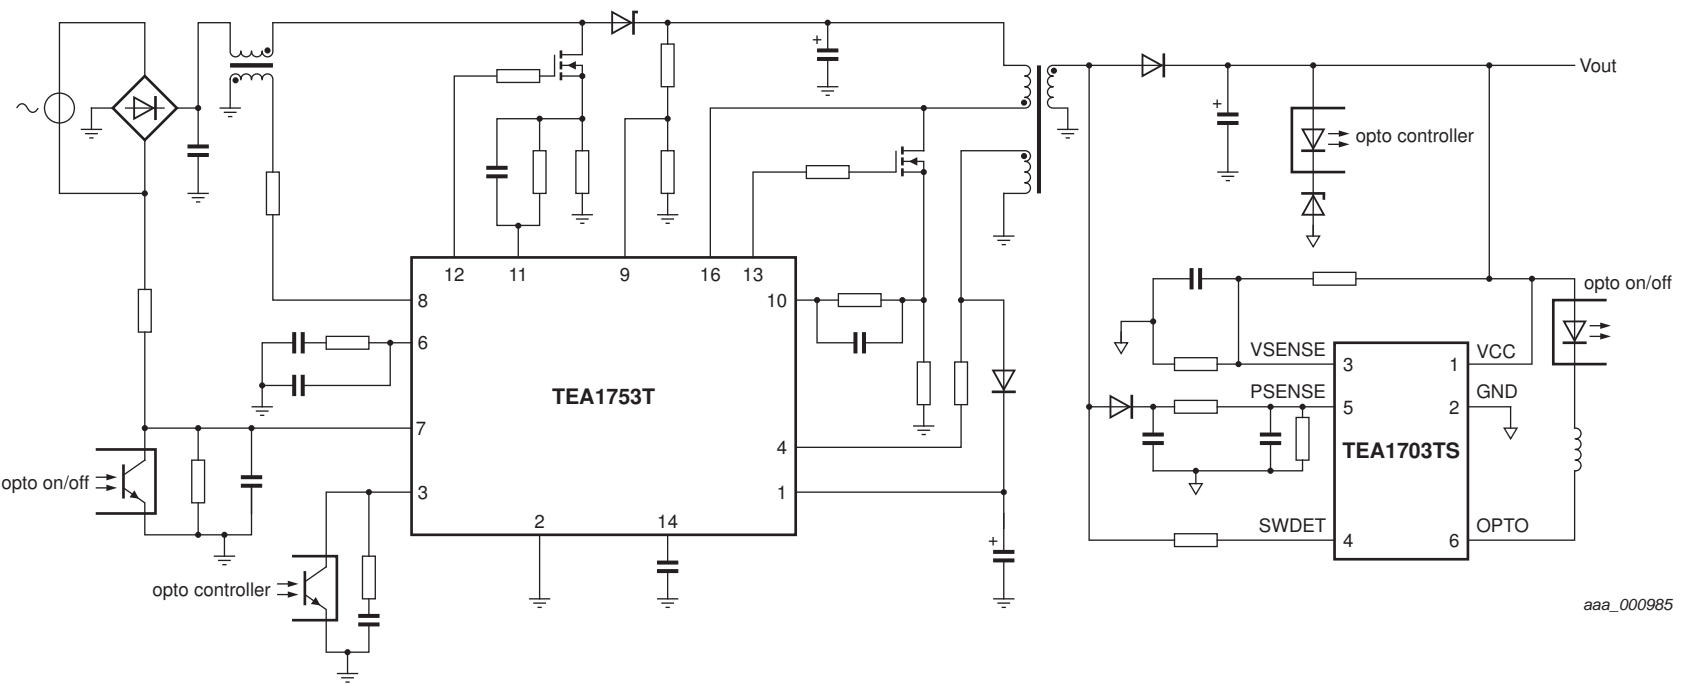 +
+
Vout
opto controller
12
11
9
16
13
8
10
opto on/off
6
VSENSE
VCC
3
1
TEA1753T
PSENSE
GND
5
2
7
4
TEA1703TS
opto on/off
3
1
2
14
SWDET
OPTO
4
6
+
opto controller
aaa_000985